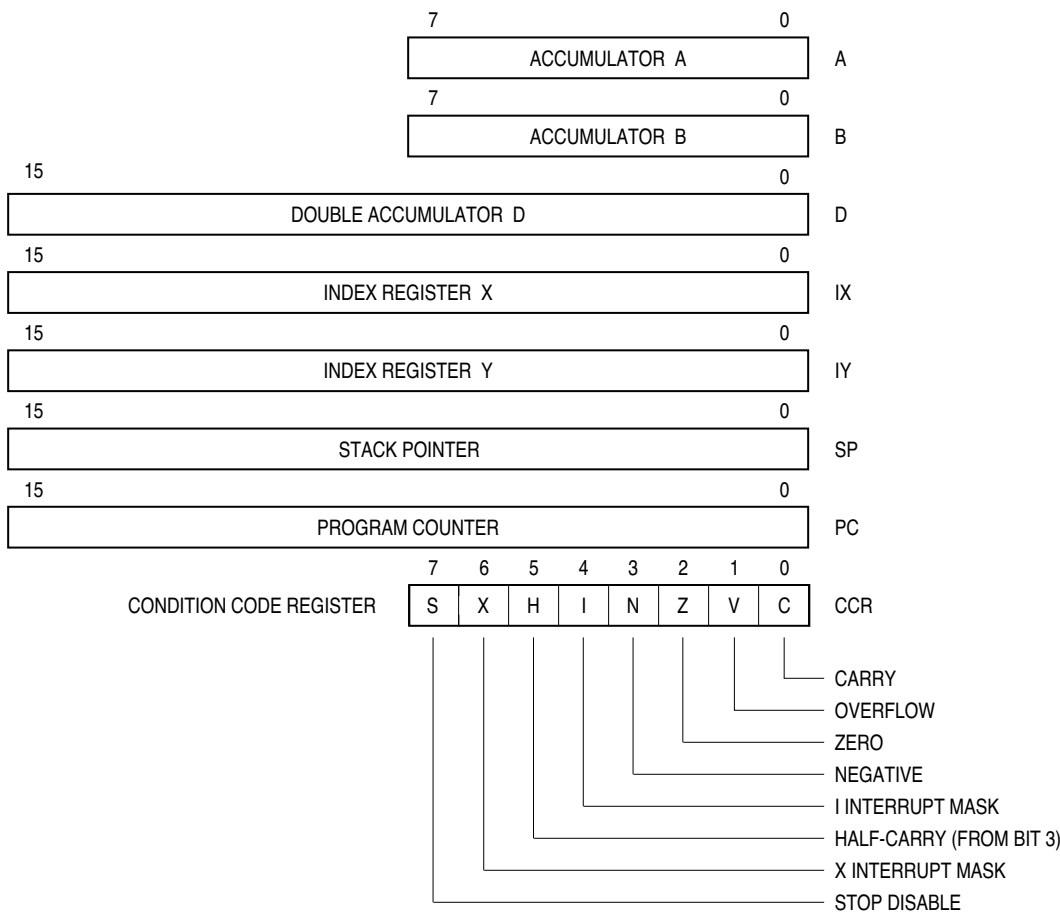 7 0
ACCUMULATOR A A
7 0
ACCUMULATOR B B
15 0
DOUBLE ACCUMULATOR D D
15 0
INDEX REGISTER X IX
15 0
INDEX REGISTER Y IY
15 0
STACK POINTER SP
15 0
PROGRAM COUNTER PC
7 6 5 4 3 2 1 0
CONDITION CODE REGISTER S X H I N Z V C CCR
CARRY
OVERFLOW
ZERO
NEGATIVE
I INTERRUPT MASK
HALF-CARRY (FROM BIT 3)
X INTERRUPT MASK
STOP DISABLE